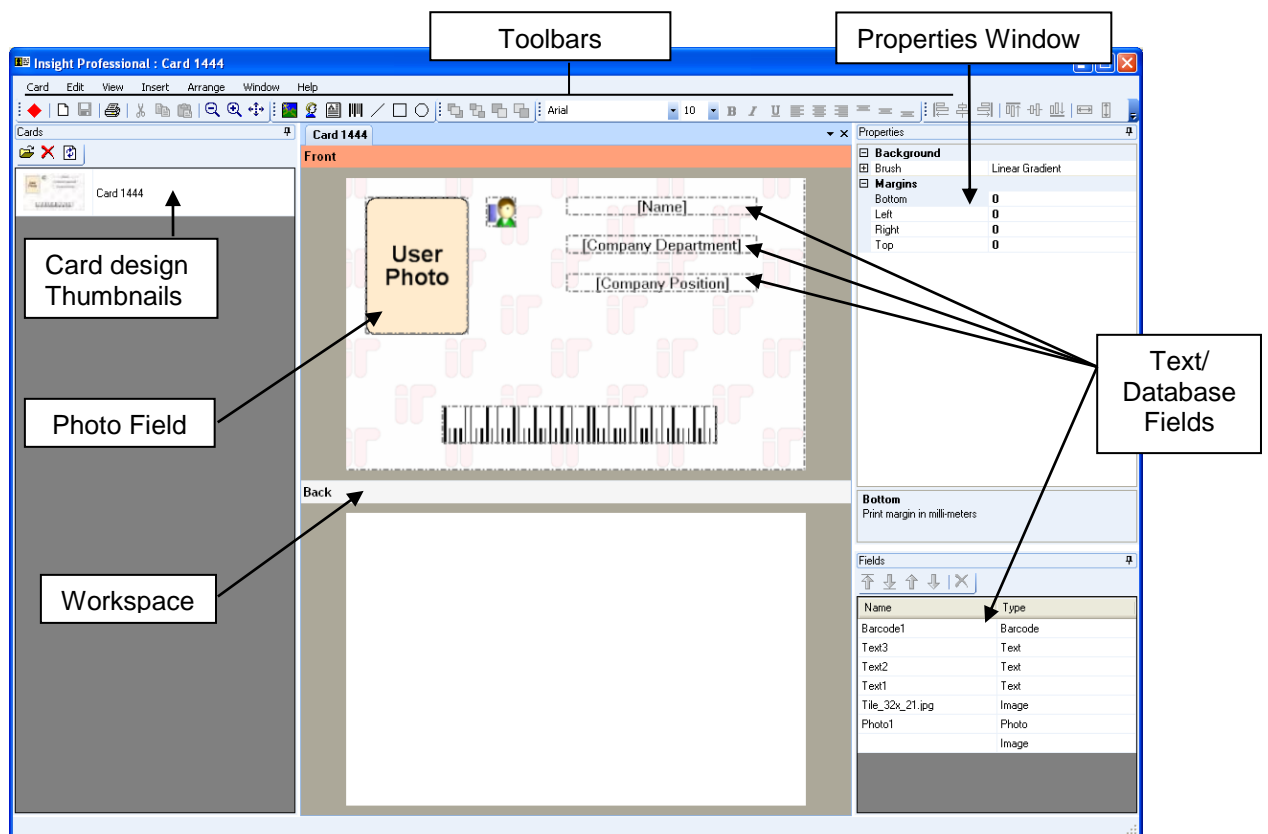 Toolbars
Properties Window
Insight Professional : Card 1444
Card Edit View Insert Arrange Window Help
Arial 10 B I U
Cards
Card 1444
Properties
Front
Background
Brush Linear Gradient
Margins
Bottom 0
Left 0
Right 0
Top 0
Card 1444
Card design
Thumbnails
User
Photo
[Name]
[Company Department]
[Company Position]
Text/
Database
Fields
Photo Field
Back
Bottom
Print margin in milli-meters
Workspace
Fields
Name Type
Barcode1 Barcode
Text3 Text
Text2 Text
Text1 Text
Tile_32x_21.jpg Image
Photo1 Photo
Image